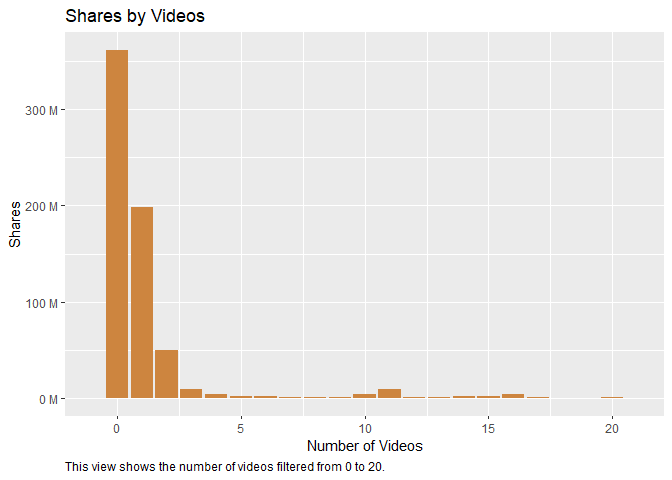 Shares by Videos
Shares
300 M
200 M
100 M
0 M
0 5 10 15 20
Number of Videos
This view shows the number of videos filtered from 0 to 20.